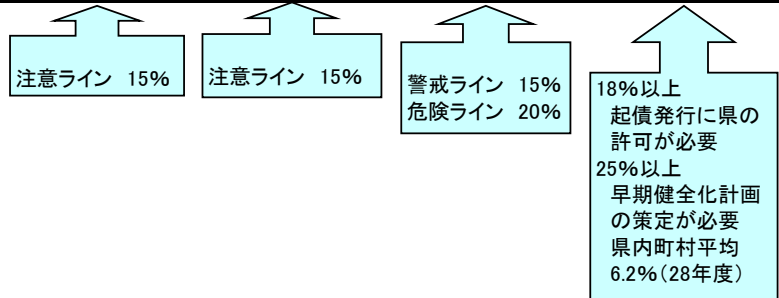 注意ライン 15%
注意ライン 15%
警戒ライン 15%
危険ライン 20%
18%以上
起債発行に県の
許可が必要
25%以上
早期健全化計画
の策定が必要
県内町村平均
6.2%(28年度)